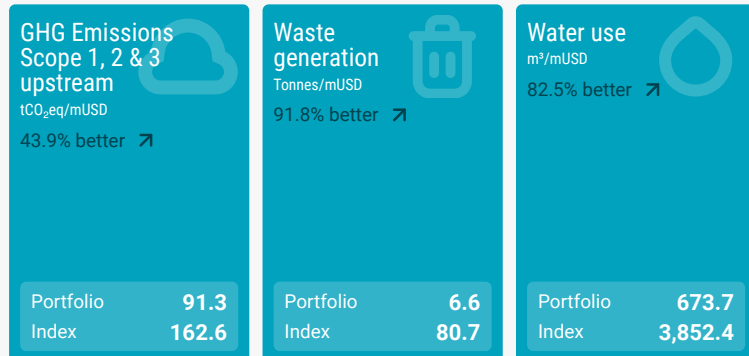 GHG Emissions
Scope 1, 2 & 3
upstream
tCO₂eq/mUSD
43.9% better
Portfolio 91.3
Index 162.6
Waste
generation
Tonnes/mUSD
91.8% better
Portfolio 6.6
Index 80.7
Water use
m³/mUSD
82.5% better
Portfolio 673.7
Index 3,852.4